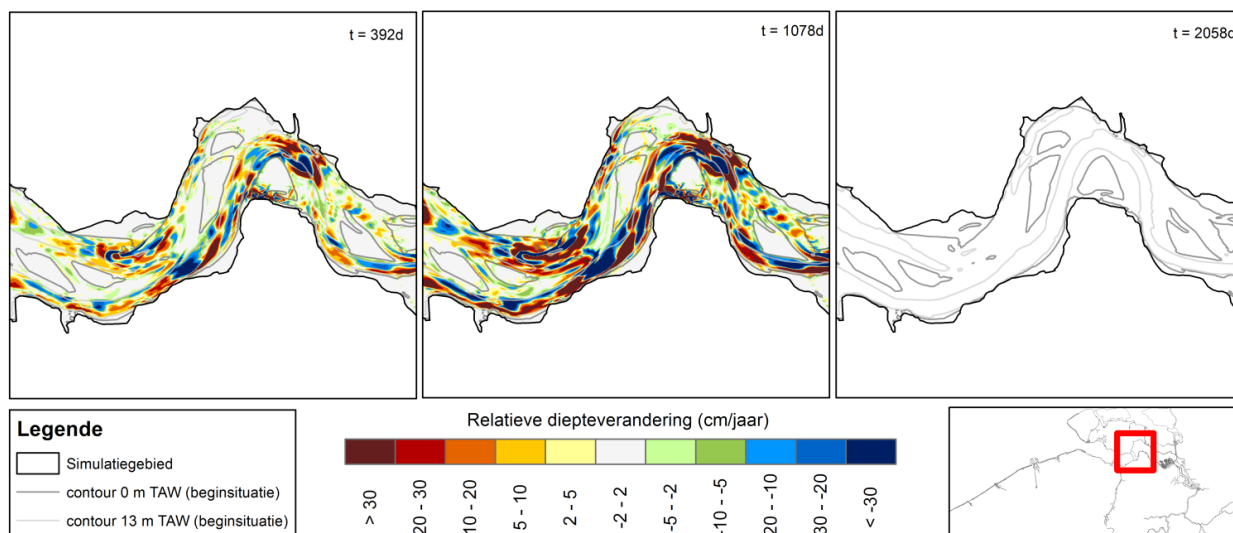 t = 392d
t = 1078d
t = 2058d
Legende
Simulatiegebied
contour 0 m TAW (beginsituatie)
contour 13 m TAW (beginsituatie)
Relatieve diepteverandering (cm/jaar)
> 30
20 - 30
10 - 20
5 - 10
2 - 5
-2 - 2
-5 - -2
-10 - -5
20 - -10
30 - -20
< -30